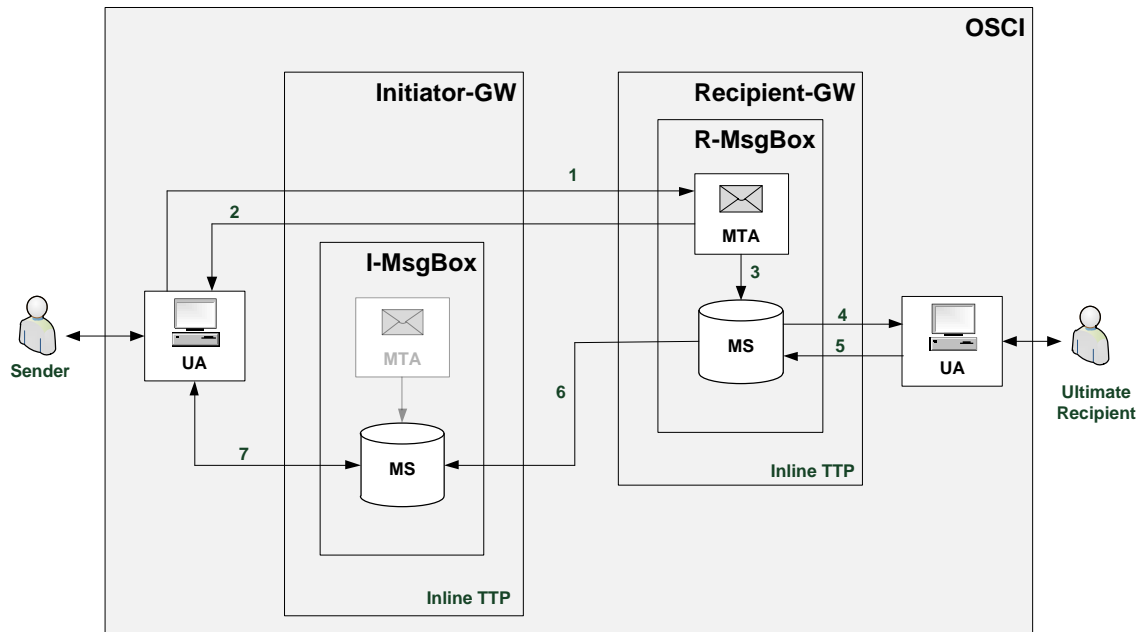 OSCI
Initiator-GW
Recipient-GW
R-MsgBox
1
2
MTA
3
I-MsgBox
MTA
UA
Sender
MS
4
5
UA
6
Ultimate
Recipient
7
MS
Inline TTP
Inline TTP